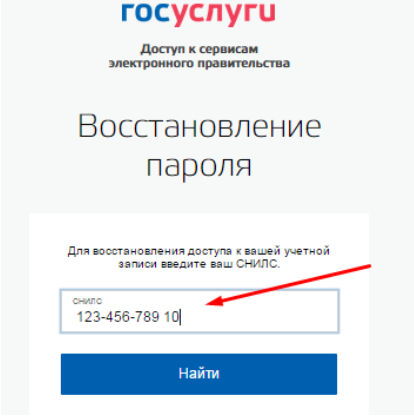 госуслуги
Доступ к сервисам
электронного правительства
Восстановление
пароля
Для восстановления доступа к вашей учетной
записи введите ваш СНИЛС.
СНИЛС
123-456-789 10
Найти